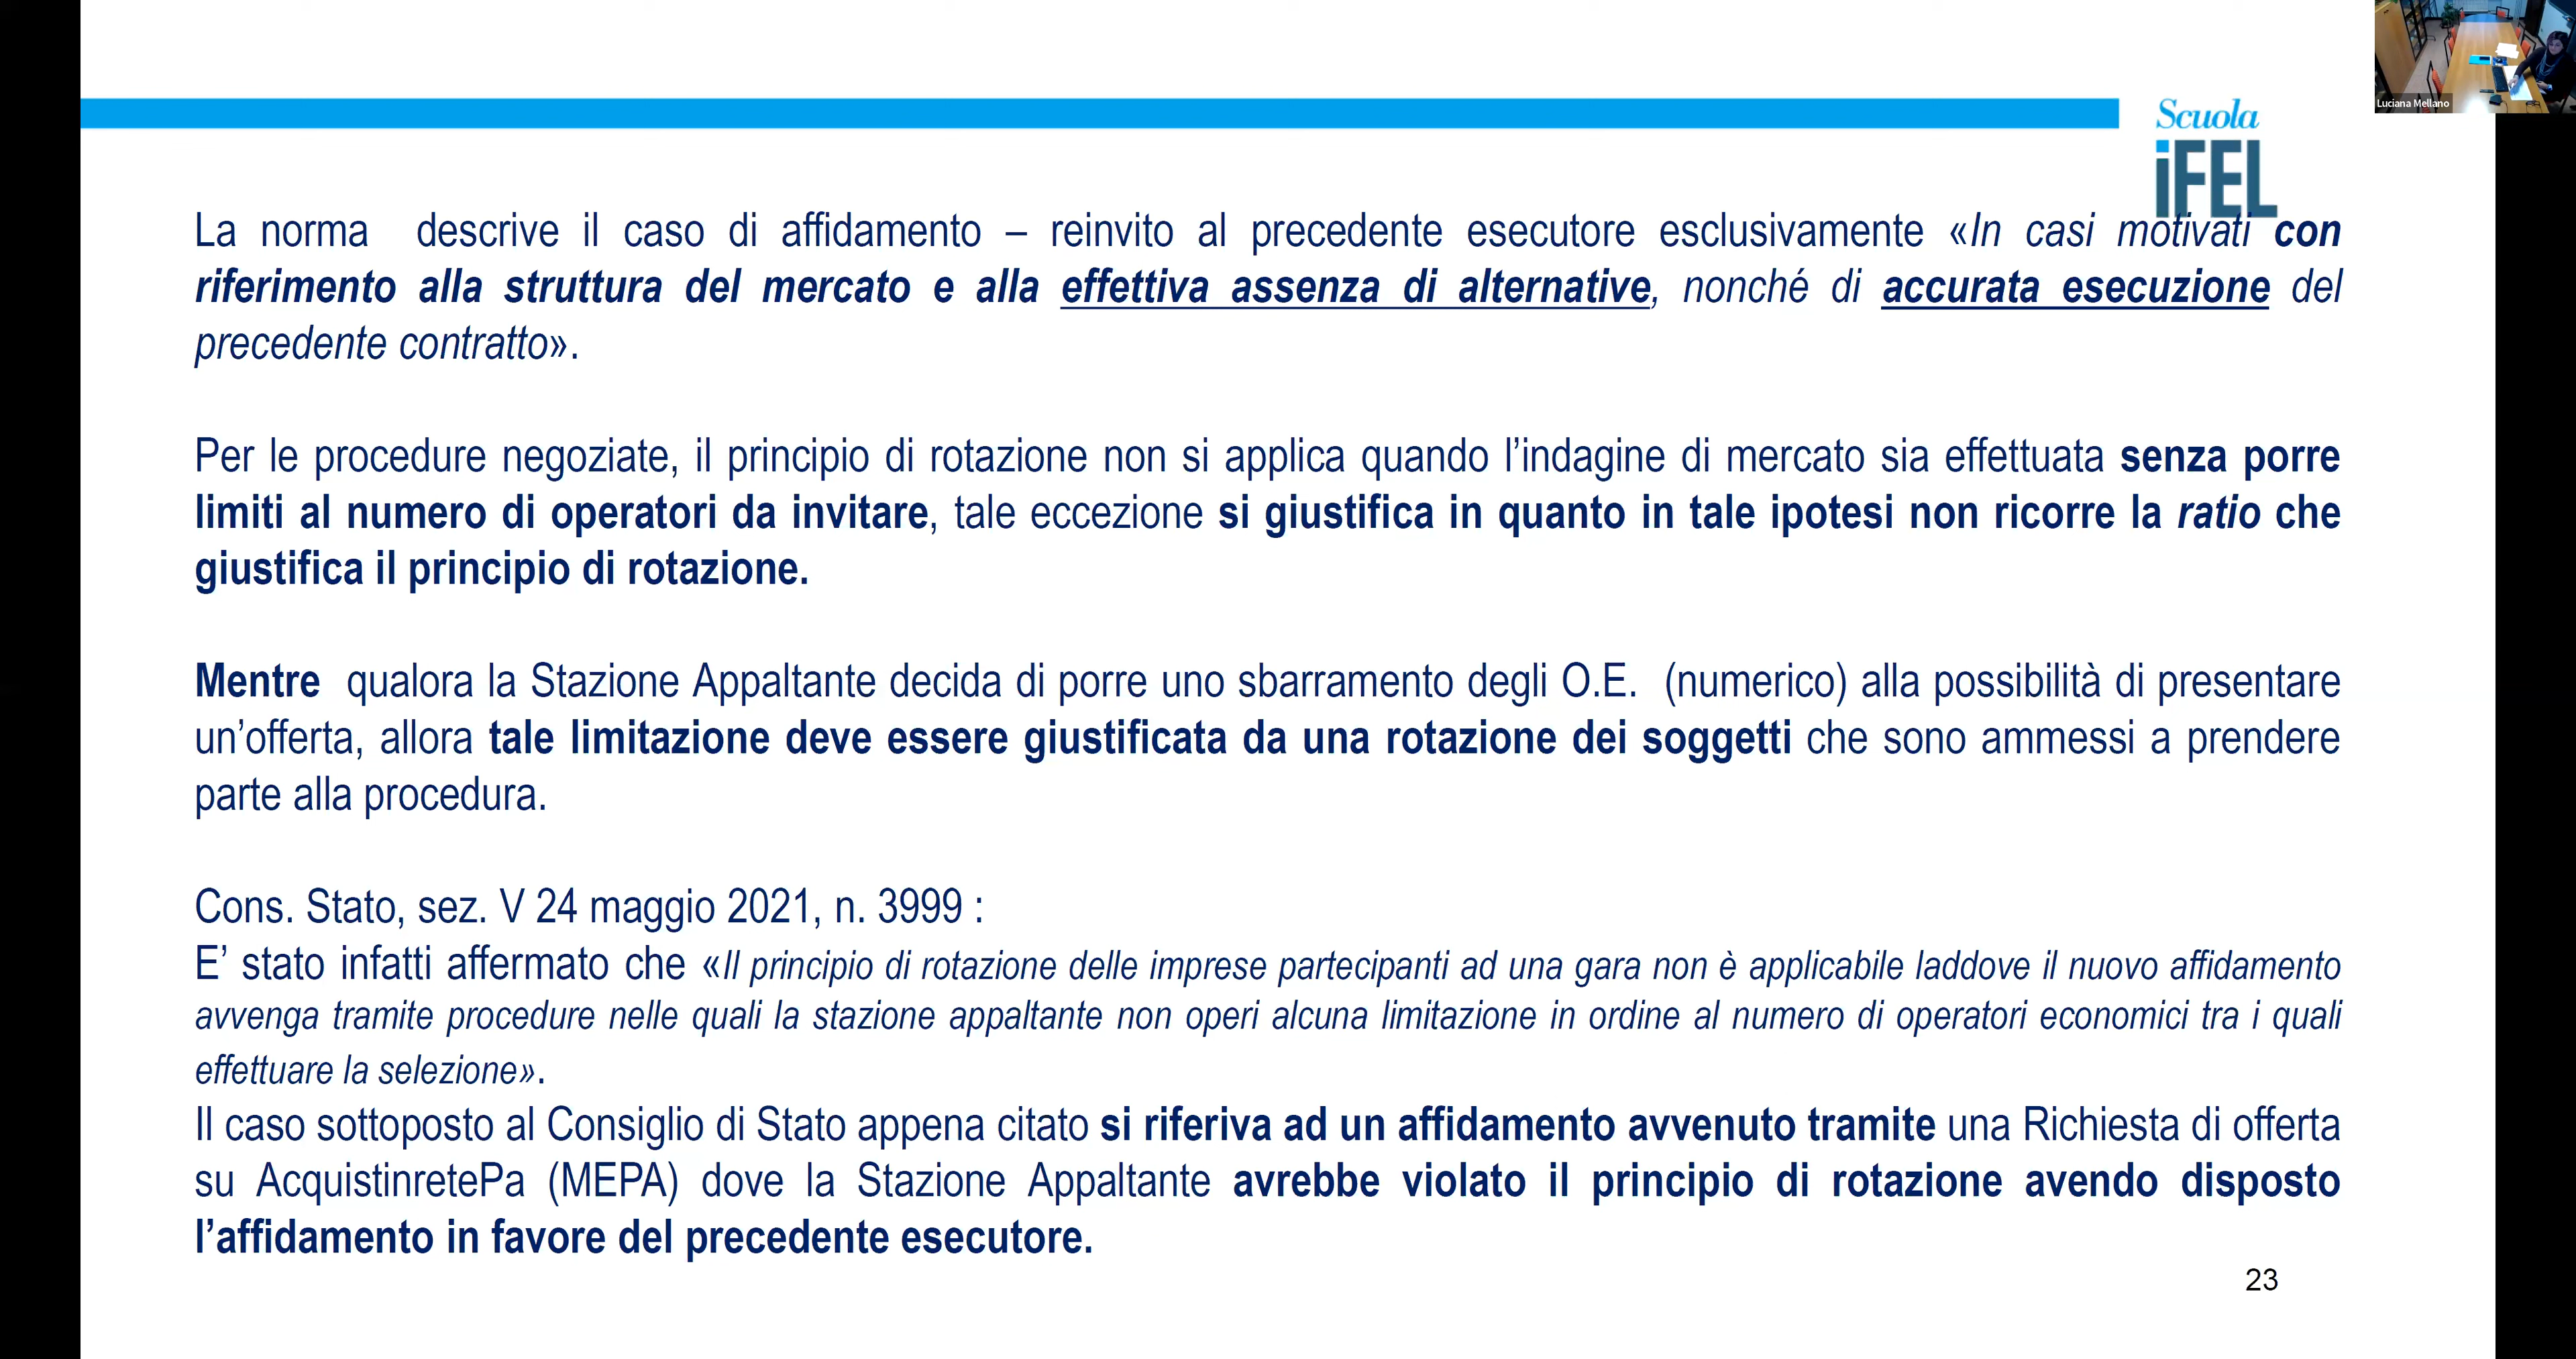 Luciana Mellano
Scuola
iFEL
La norma descrive il caso di affidamento – reinvito al precedente esecutore esclusivamente «In casi motivati con
riferimento alla struttura del mercato e alla effettiva assenza di alternative, nonché di accurata esecuzione del
precedente contratto».
Per le procedure negoziate, il principio di rotazione non si applica quando l’indagine di mercato sia effettuata senza porre
limiti al numero di operatori da invitare, tale eccezione si giustifica in quanto in tale ipotesi non ricorre la ratio che
giustifica il principio di rotazione.
Mentre qualora la Stazione Appaltante decida di porre uno sbarramento degli O.E. (numerico) alla possibilità di presentare
un’offerta, allora tale limitazione deve essere giustificata da una rotazione dei soggetti che sono ammessi a prendere
parte alla procedura.
Cons. Stato, sez. V 24 maggio 2021, n. 3999 :
E’ stato infatti affermato che «Il principio di rotazione delle imprese partecipanti ad una gara non è applicabile laddove il nuovo affidamento
avvenga tramite procedure nelle quali la stazione appaltante non operi alcuna limitazione in ordine al numero di operatori economici tra i quali
effettuare la selezione».
Il caso sottoposto al Consiglio di Stato appena citato si riferiva ad un affidamento avvenuto tramite una Richiesta di offerta
su AcquistinretePa (MEPA) dove la Stazione Appaltante avrebbe violato il principio di rotazione avendo disposto
l’affidamento in favore del precedente esecutore.
23